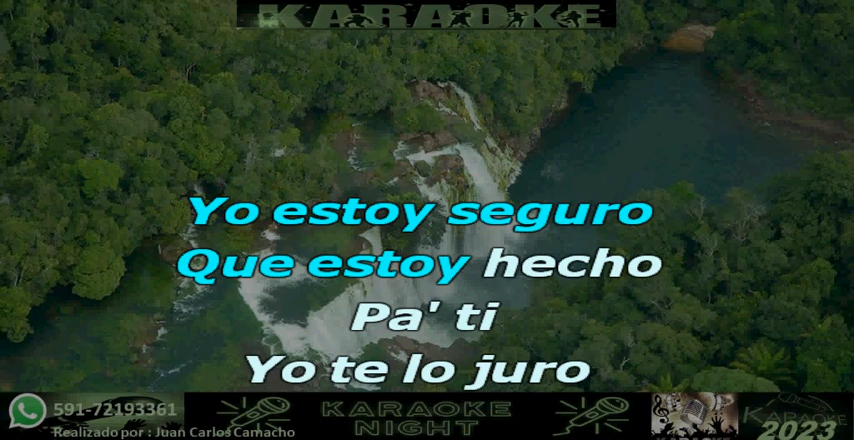 KARAOKE
Yo estoy seguro
Que estoy hecho
Pa' ti
Yo te lo juro
591-72193361
Realizado por : Juan Carlos Camacho
KARAOKE
NIGHT
KARAOKE
KARAOKE
2023